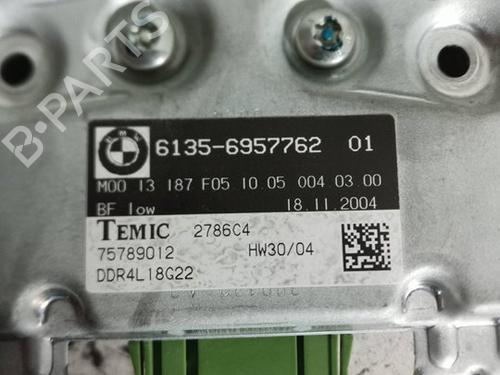 B-PARTS
BMW
6135-6957762 01
M00 13 187 F05 10.05 004 03.00
BF low 18.11.2004
TEMIC 2786C4
75789012 HW30/04
DDR4L18G22